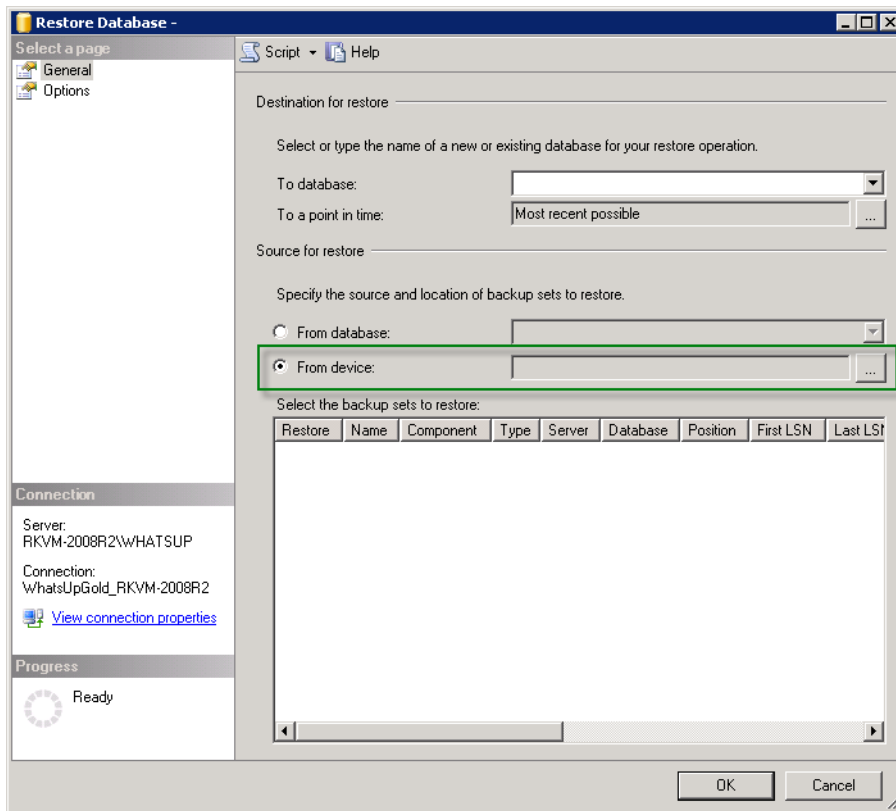 Restore Database -
Select a page
General
Options
Script
Help
Destination for restore
Select or type the name of a new or existing database for your restore operation.
To database:
To a point in time:
Most recent possible
...
Source for restore
Specify the source and location of backup sets to restore.
From database:
From device:
...
Select the backup sets to restore:
Restore Name Component Type Server Database Position First LSN Last LSN
Connection
Server:
RKVM-2008R2\WHATSUP
Connection:
WhatsUpGold_RKVM-2008R2
View connection properties
Progress
Ready
OK
Cancel